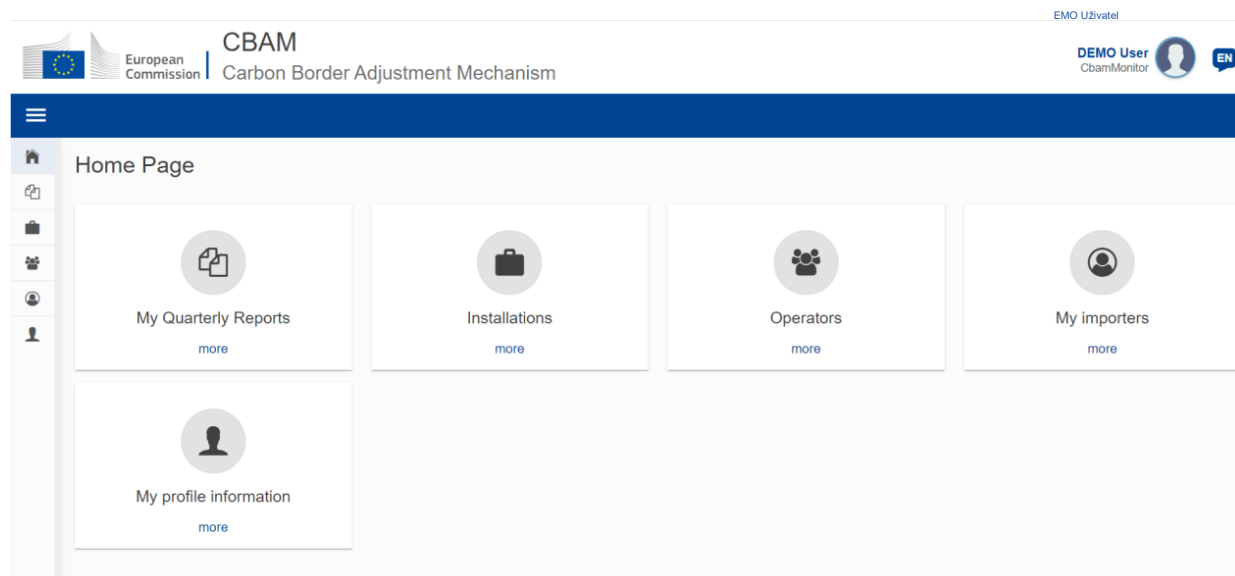 EMO Uživatel
European
Commission
CBAM
Carbon Border Adjustment Mechanism
DEMO User
CbamMonitor
EN
Home Page
My Quarterly Reports
more
Installations
more
Operators
more
My importers
more
My profile information
more